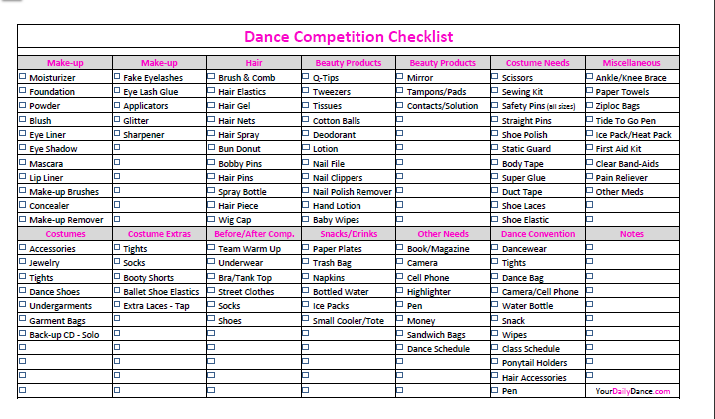 Dance Competition Checklist
Make-up Make-up Hair Beauty Products Beauty Products Costume Needs Miscellaneous
Moisturizer Fake Eyelashes Brush & Comb Q-Tips Mirror Scissors Ankle/Knee Brace
Foundation Eye Lash Glue Hair Elastics Tweezers Tampons/Pads Sewing Kit Paper Towels
Powder Applicators Hair Gel Tissues Contacts/Solution Safety Pins (all sizes) Ziploc Bags
Blush Glitter Hair Nets Cotton Balls Straight Pins Tide To Go Pen
Eye Liner Sharpener Hair Spray Deodorant Shoe Polish Ice Pack/Heat Pack
Eye Shadow Bun Donut Lotion Static Guard First Aid Kit
Mascara Bobby Pins Nail File Body Tape Clear Band-Aids
Lip Liner Hair Pins Nail Clippers Super Glue Pain Reliever
Make-up Brushes Spray Bottle Nail Polish Remover Duct Tape Other Meds
Concealer Hair Piece Hand Lotion Shoe Laces
Make-up Remover Wig Cap Baby Wipes Shoe Elastic
Costumes Costume Extras Before/After Comp. Snacks/Drinks Other Needs Dance Convention Notes
Accessories Tights Team Warm Up Paper Plates Book/Magazine Dancewear
Jewelry Socks Underwear Trash Bag Camera Tights
Tights Booty Shorts Bra/Tank Top Napkins Cell Phone Dance Bag
Dance Shoes Ballet Shoe Elastics Street Clothes Bottled Water Highlighter Camera/Cell Phone
Undergarments Extra Laces - Tap Socks Ice Packs Pen Water Bottle
Garment Bags Shoes Small Cooler/Tote Money Snack
Back-up CD - Solo Sandwich Bags Wipes
Dance Schedule Class Schedule
Ponytail Holders
Hair Accessories
Pen YourDailyDance.com